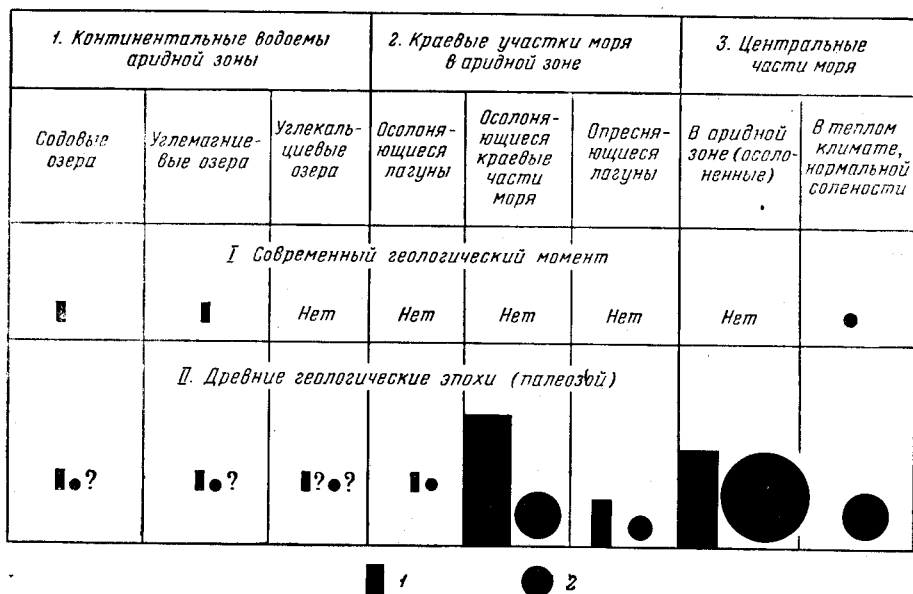 1. Континентальные водоемы
аридной зоны
2. Краевые участки моря
в аридной зоне
3. Центральные
части моря
Содовые
озера
Углемагние-
вые озера
Углекаль-
циевые
озера
Осолоня-
ющиеся
лагуны
Осолоня-
ющиеся
краевые
части
моря
Опресня-
ющиеся
лагуны
В аридной
зоне (осоло-
ненные)
В теплом
климате,
нормальной
солености
I Современный геологический момент
Нет
Нет
Нет
Нет
Нет
II. Древние геологические эпохи (палеозой)
?
?
? ?
1
2